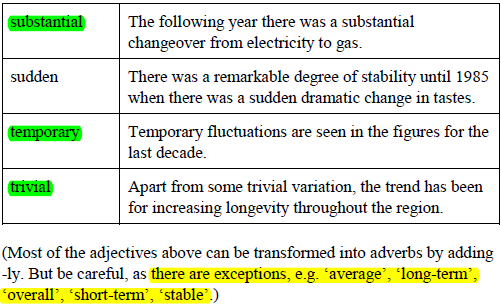 substantial The following year there was a substantial
changeover from electricity to gas.
sudden There was a remarkable degree of stability until 1985
when there was a sudden dramatic change in tastes.
temporary Temporary fluctuations are seen in the figures for the
last decade.
trivial Apart from some trivial variation, the trend has been
for increasing longevity throughout the region.
(Most of the adjectives above can be transformed into adverbs by adding
-ly. But be careful, as there are exceptions, e.g. ‘average’, ‘long-term’,
‘overall’, ‘short-term’, ‘stable’.)